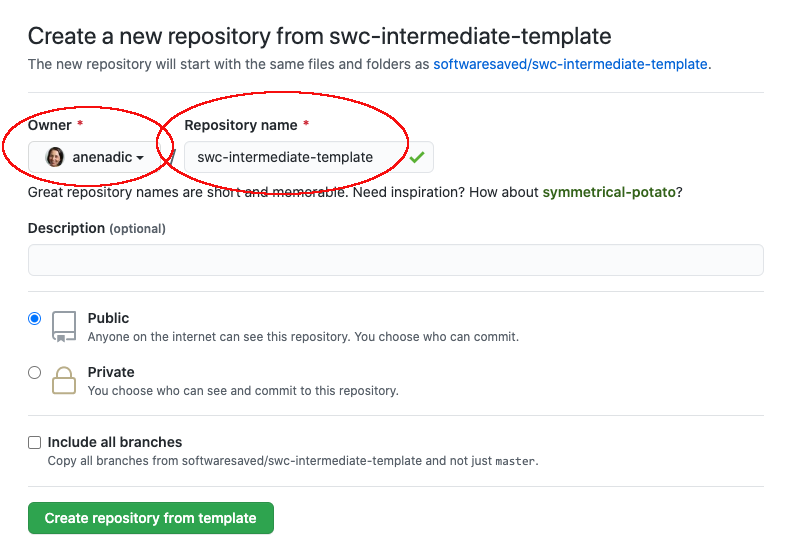 Create a new repository from swc-intermediate-template
The new repository will start with the same files and folders as softwaresaved/swc-intermediate-template.
Owner * Repository name *
anenadic / swc-intermediate-template
Great repository names are short and memorable. Need inspiration? How about symmetrical-potato?
Description (optional)
Public
Anyone on the internet can see this repository. You choose who can commit.
Private
You choose who can see and commit to this repository.
Include all branches
Copy all branches from softwaresaved/swc-intermediate-template and not just master.
Create repository from template